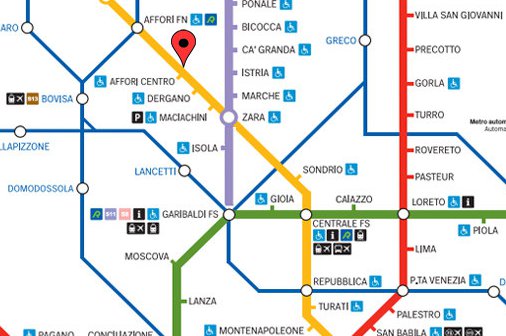 PONALE
AFFORI FN
VILLA SAN GIOVANNI
BICOCCA
ARO
GRECO
CA' GRANDA
PRECOTTO
ISTRIA
AFFORI CENTRO
GORLA
MARCHE
DERGANO
S13 BOVISA
TURRO
P MACIACHINI
ZARA
Metro autom
Automa
LLAPIZZONE
ISOLA
ROVERETO
LANCETTI
SONDRIO
PASTEUR
DOMODOSSOLA
GIOIA
CAIAZZO
LORETO
S11 GARIBALDI FS
CENTRALE FS
PIOLA
LIMA
MOSCOVA
REPUBBLICA
P.TA VENEZIA
D
LANZA
TURATI
PALESTRO
PAGANO
CONCILIAZIONE
MONTENAPOLEONE
SAN BABILA